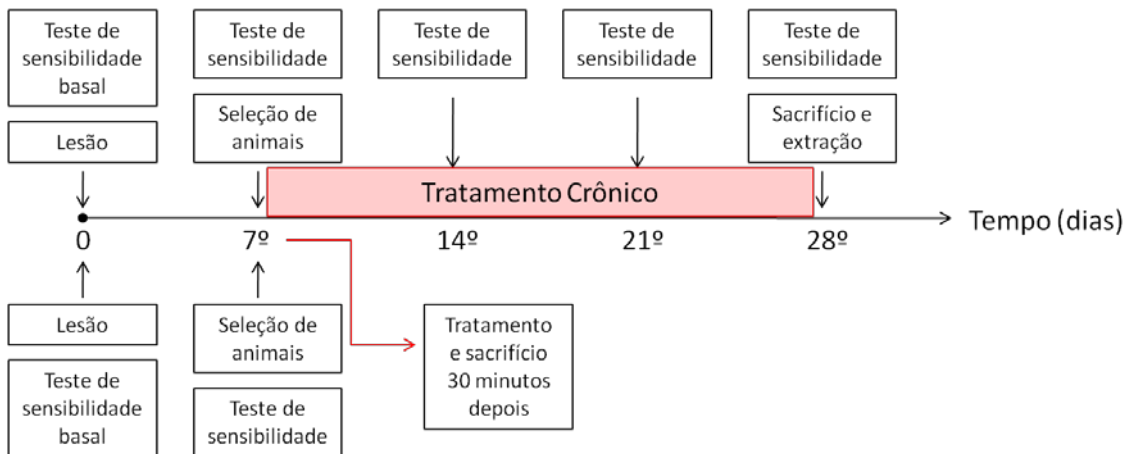 Teste de
sensibilidade
basal
Teste de
sensibilidade
Teste de
sensibilidade
Teste de
sensibilidade
Teste de
sensibilidade
Lesão
Seleção de
animais
Sacrifício e
extração
Tratamento Crônico
0
7º
14º
21º
28º
Tempo (dias)
Lesão
Seleção de
animais
Tratamento
e sacrifício
30 minutos
depois
Teste de
sensibilidade
basal
Teste de
sensibilidade